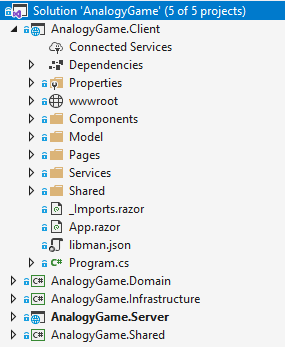 Solution 'AnalogyGame' (5 of 5 projects)
AnalogyGame.Client
Connected Services
Dependencies
Properties
wwwroot
Components
Model
Pages
Services
Shared
_Imports.razor
App.razor
libman.json
C# Program.cs
C# AnalogyGame.Domain
C# AnalogyGame.Infrastructure
AnalogyGame.Server
C# AnalogyGame.Shared